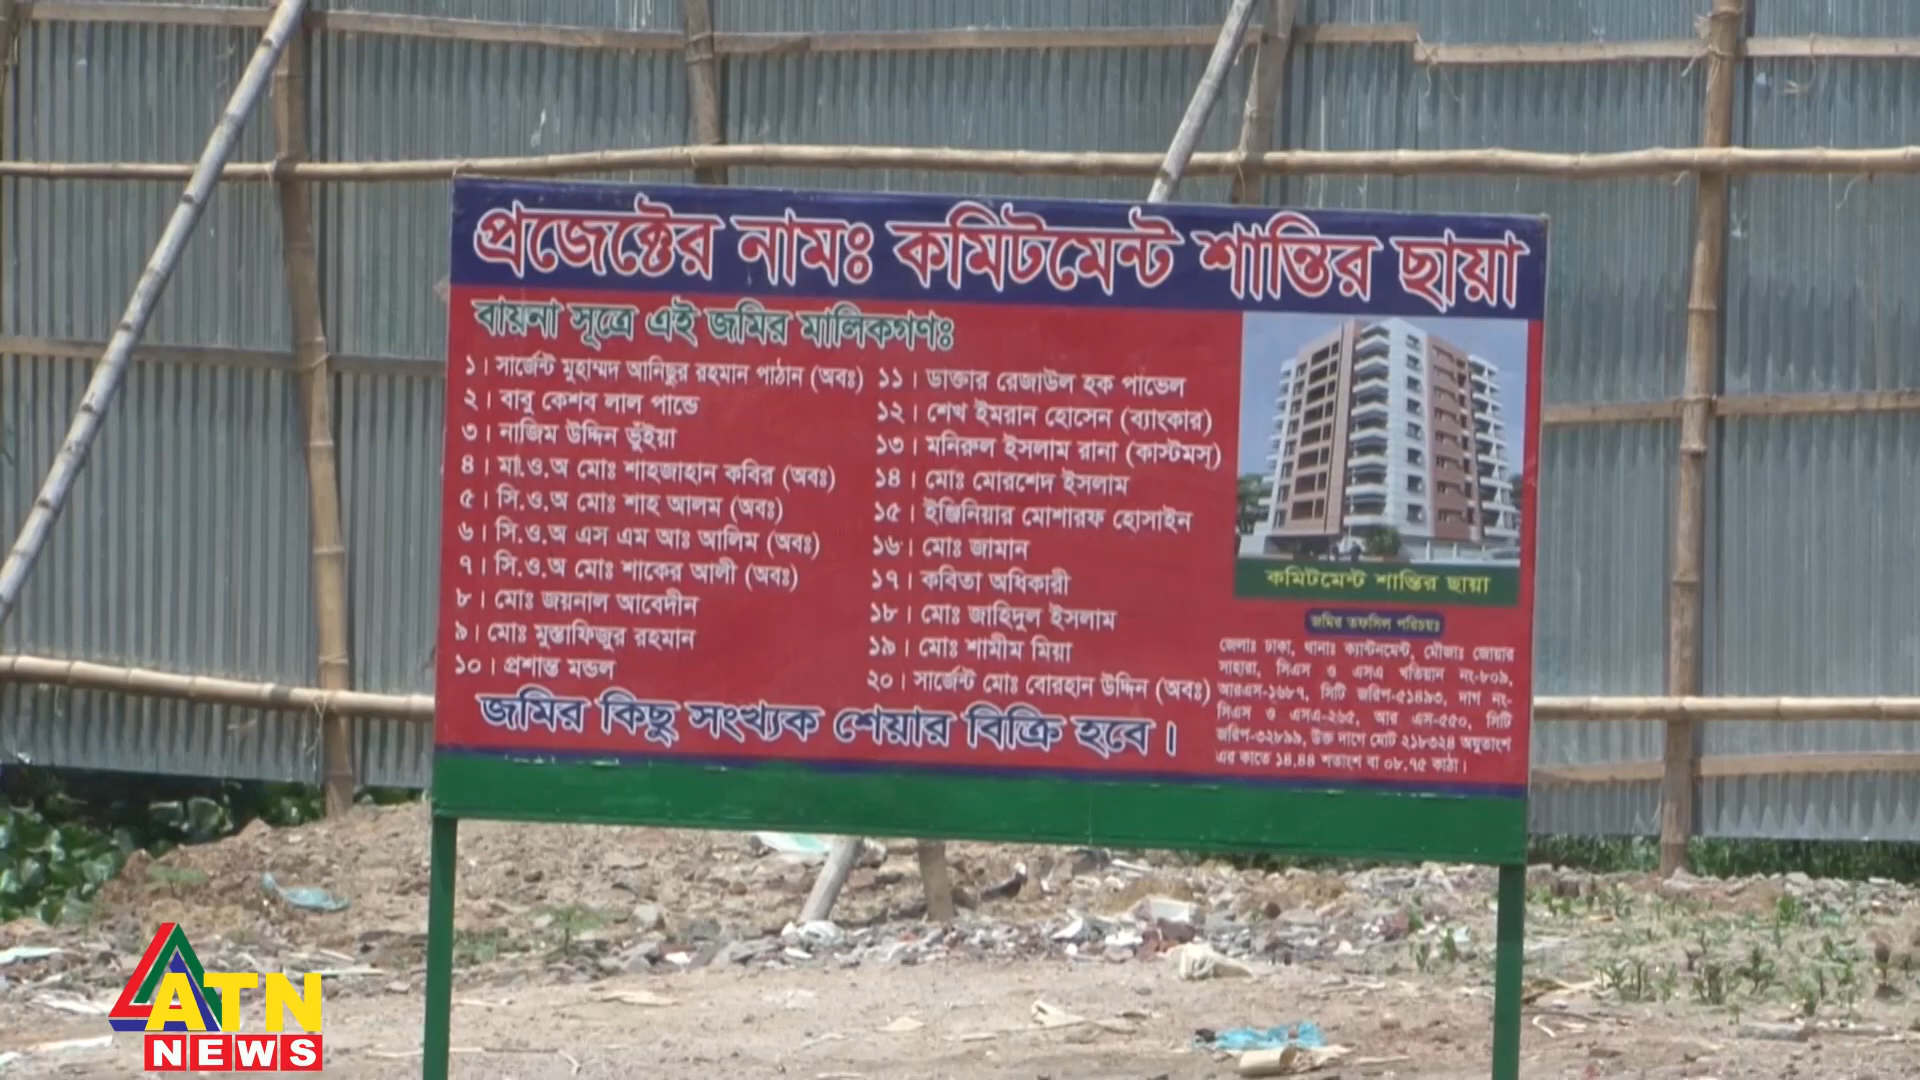 প্রজেক্টের নামঃ কমিটমেন্ট শান্তির ছায়া
বায়না সূত্রে এই জমির মালিকগণঃ
১। সার্জেন্ট মুহাম্মদ আনিছুর রহমান পাঠান (অবঃ)
২। বাবু কেশব লাল পান্ডে
৩। নাজিম উদ্দিন ভূঁইয়া
৪। মা.ও.অ মোঃ শাহজাহান কবির (অবঃ)
৫। সি.ও.অ মোঃ শাহ আলম (অবঃ)
৬। সি.ও.অ এস এম আঃ আলিম (অবঃ)
৭। সি.ও.অ মোঃ শাকের আলী (অবঃ)
৮। মোঃ জয়নাল আবেদীন
৯। মোঃ মুস্তাফিজুর রহমান
১০। প্রশান্ত মন্ডল
১১। ডাক্তার রেজাউল হক পাভেল
১২। শেখ ইমরান হোসেন (ব্যাংকার)
১৩। মনিরুল ইসলাম রানা (কাস্টমস্)
১৪। মোঃ মোরশেদ ইসলাম
১৫। ইঞ্জিনিয়ার মোশারফ হোসাইন
১৬। মোঃ জামান
১৭। কবিতা অধিকারী
১৮। মোঃ জাহিদুল ইসলাম
১৯। মোঃ শামীম মিয়া
২০। সার্জেন্ট মোঃ বোরহান উদ্দিন (অবঃ)
জমির কিছু সংখ্যক শেয়ার বিক্রি হবে।
কমিটমেন্ট শান্তির ছায়া
জমির তফসিল পরিচয়ঃ
জেলাঃ ঢাকা, থানাঃ ক্যান্টনমেন্ট, মৌজাঃ জোয়ার
সাহারা, সিএস ও এসএ খতিয়ান নং-৮০৯,
আরএস-১৬৮৭, সিটি জরিপ-৫১৪৯৩, দাগ নং-
সিএস ও এসএ-২৬৫, আর এস-৫৫০, সিটি
জরিপ-৩২৮৯৯, উক্ত দাগে মোট ২১৮৩২৪ অযুতাংশ
এর কাতে ১৪.৪৪ শতাংশ বা ০৮.৭৫ কাঠা।
ATN
NEWS